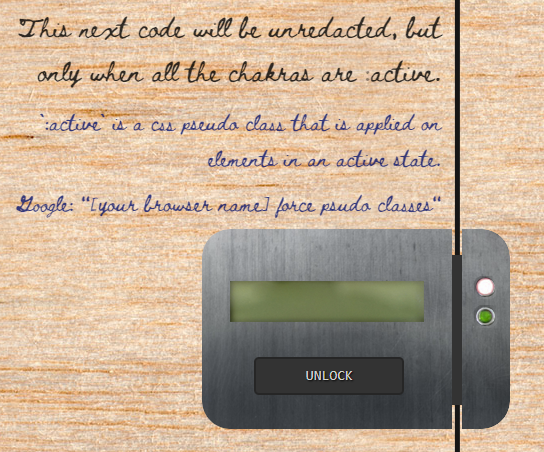 This next code will be unredacted, but
only when all the chakras are :active.
`:active` is a css pseudo class that is applied on
elements in an active state.
Google: "[your browser name] force psudo classes"
UNLOCK